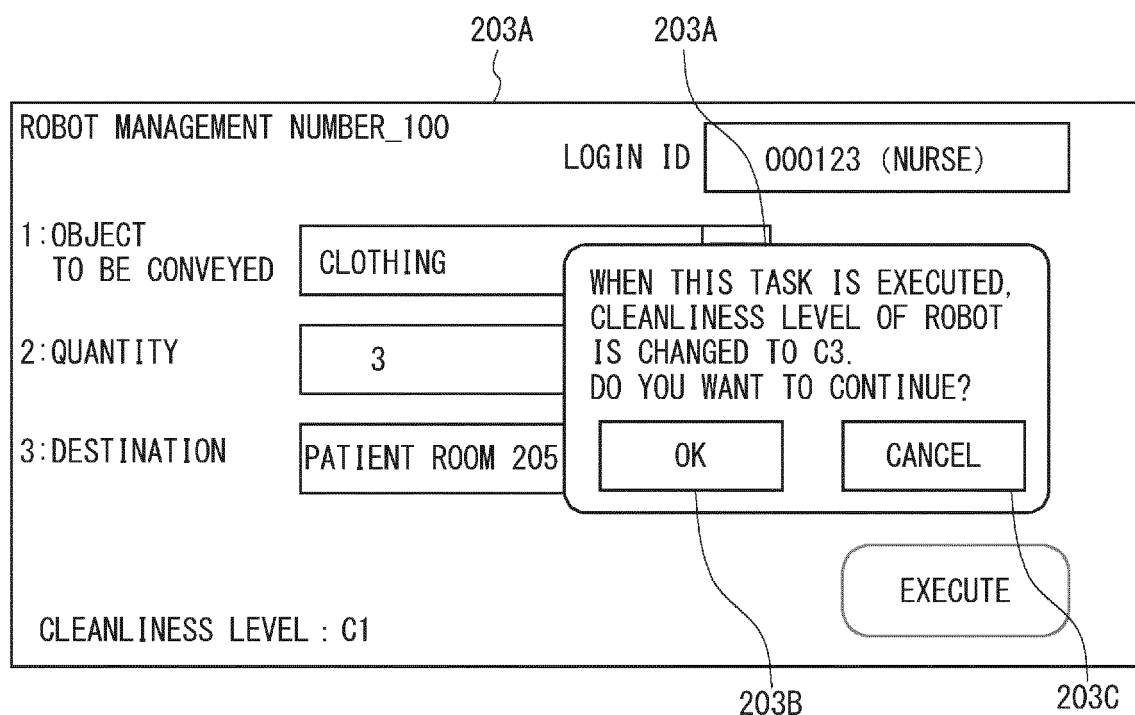 203A 203A
ROBOT MANAGEMENT NUMBER_100
LOGIN ID 000123 (NURSE)
1:OBJECT
TO BE CONVEYED
CLOTHING
2:QUANTITY 3
3:DESTINATION PATIENT ROOM 205
WHEN THIS TASK IS EXECUTED,
CLEANLINESS LEVEL OF ROBOT
IS CHANGED TO C3.
DO YOU WANT TO CONTINUE?
OK CANCEL
EXECUTE
CLEANLINESS LEVEL : C1
203B 203C